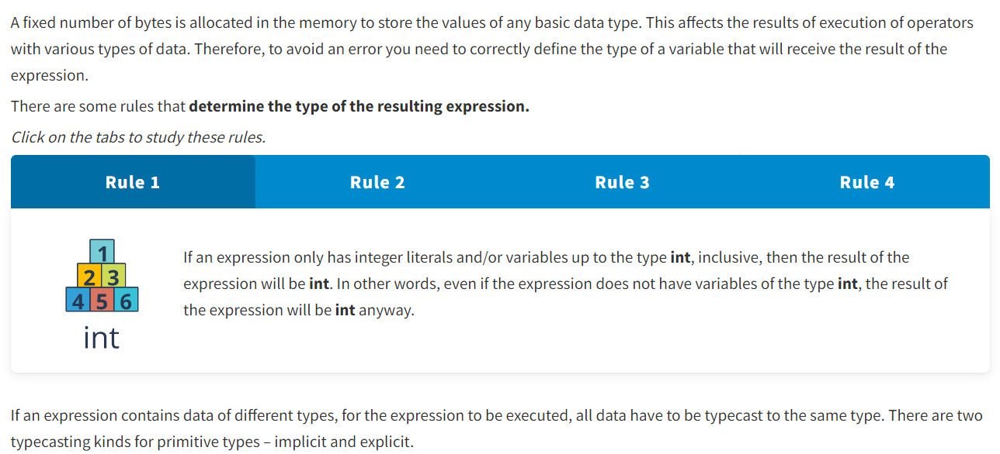 A fixed number of bytes is allocated in the memory to store the values of any basic data type. This affects the results of execution of operators
with various types of data. Therefore, to avoid an error you need to correctly define the type of a variable that will receive the result of the
expression.
There are some rules that determine the type of the resulting expression.
Click on the tabs to study these rules.
Rule 1 Rule 2 Rule 3 Rule 4
1
2 3
4 5 6
int
If an expression only has integer literals and/or variables up to the type int, inclusive, then the result of the
expression will be int. In other words, even if the expression does not have variables of the type int, the result of
the expression will be int anyway.
If an expression contains data of different types, for the expression to be executed, all data have to be typecast to the same type. There are two
typecasting kinds for primitive types – implicit and explicit.